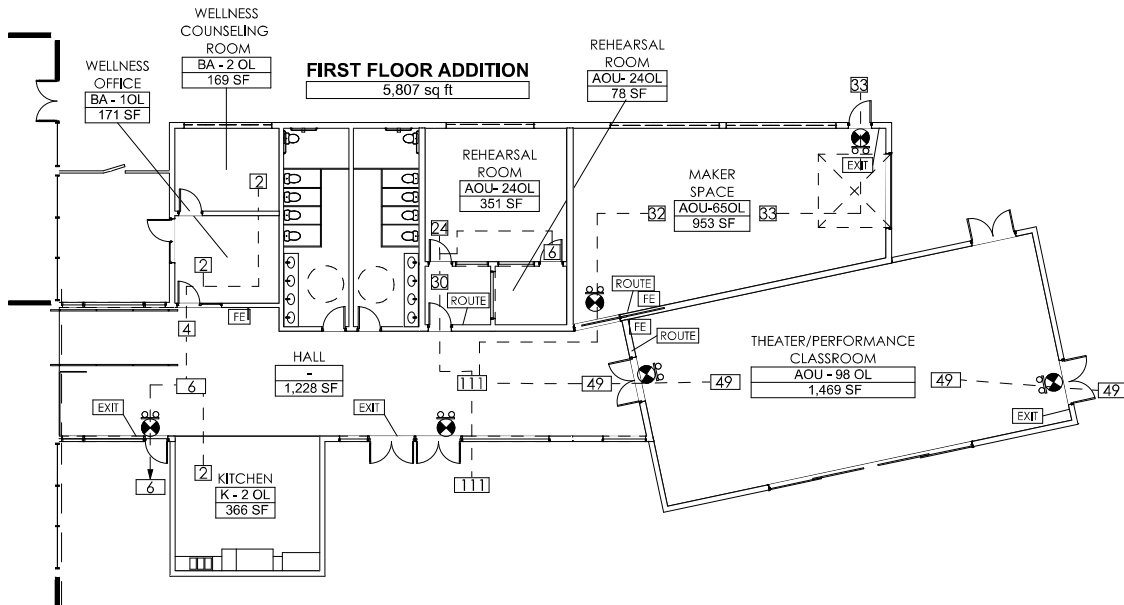 WELLNESS
COUNSELING
ROOM
BA - 2 OL
169 SF
WELLNESS
OFFICE
BA - 1OL
171 SF
FIRST FLOOR ADDITION
5,807 sq ft
REHEARSAL
ROOM
AOU- 24OL
78 SF
33
EXIT
REHEARSAL
ROOM
AOU- 24OL
351 SF
MAKER
SPACE
AOU-65OL
953 SF
2
32
33
24
6
2
30
ROUTE
ROUTE
FE
FE
4
FE
ROUTE
HALL
-
1,228 SF
THEATER/PERFORMANCE
CLASSROOM
AOU - 98 OL
1,469 SF
6
111
49
49
49
49
EXIT
EXIT
EXIT
2
6
KITCHEN
K - 2 OL
366 SF
111